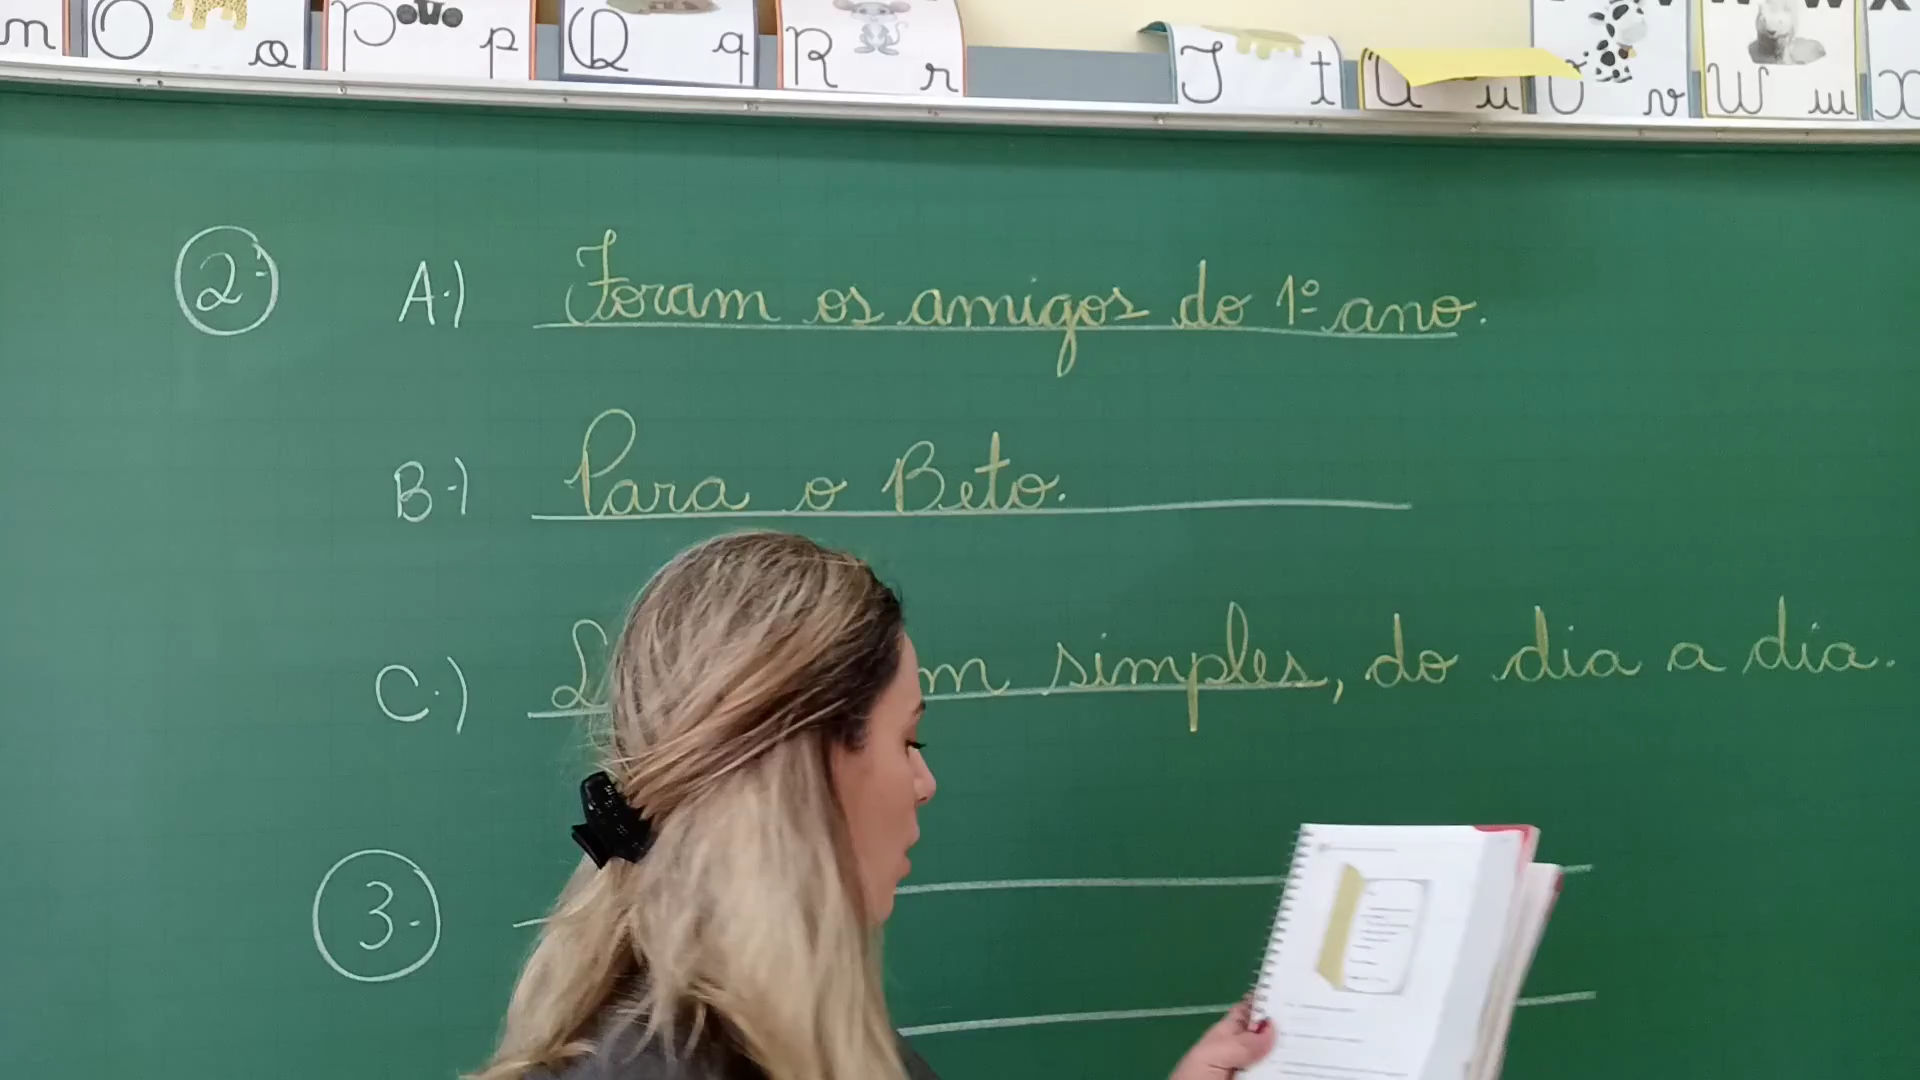 n O o P p Q q R r T t U u V v W w X
2. A.) Foram os amigos do 1º ano.
B.) Para o Beto.
C.) simples, do dia a dia.
3.